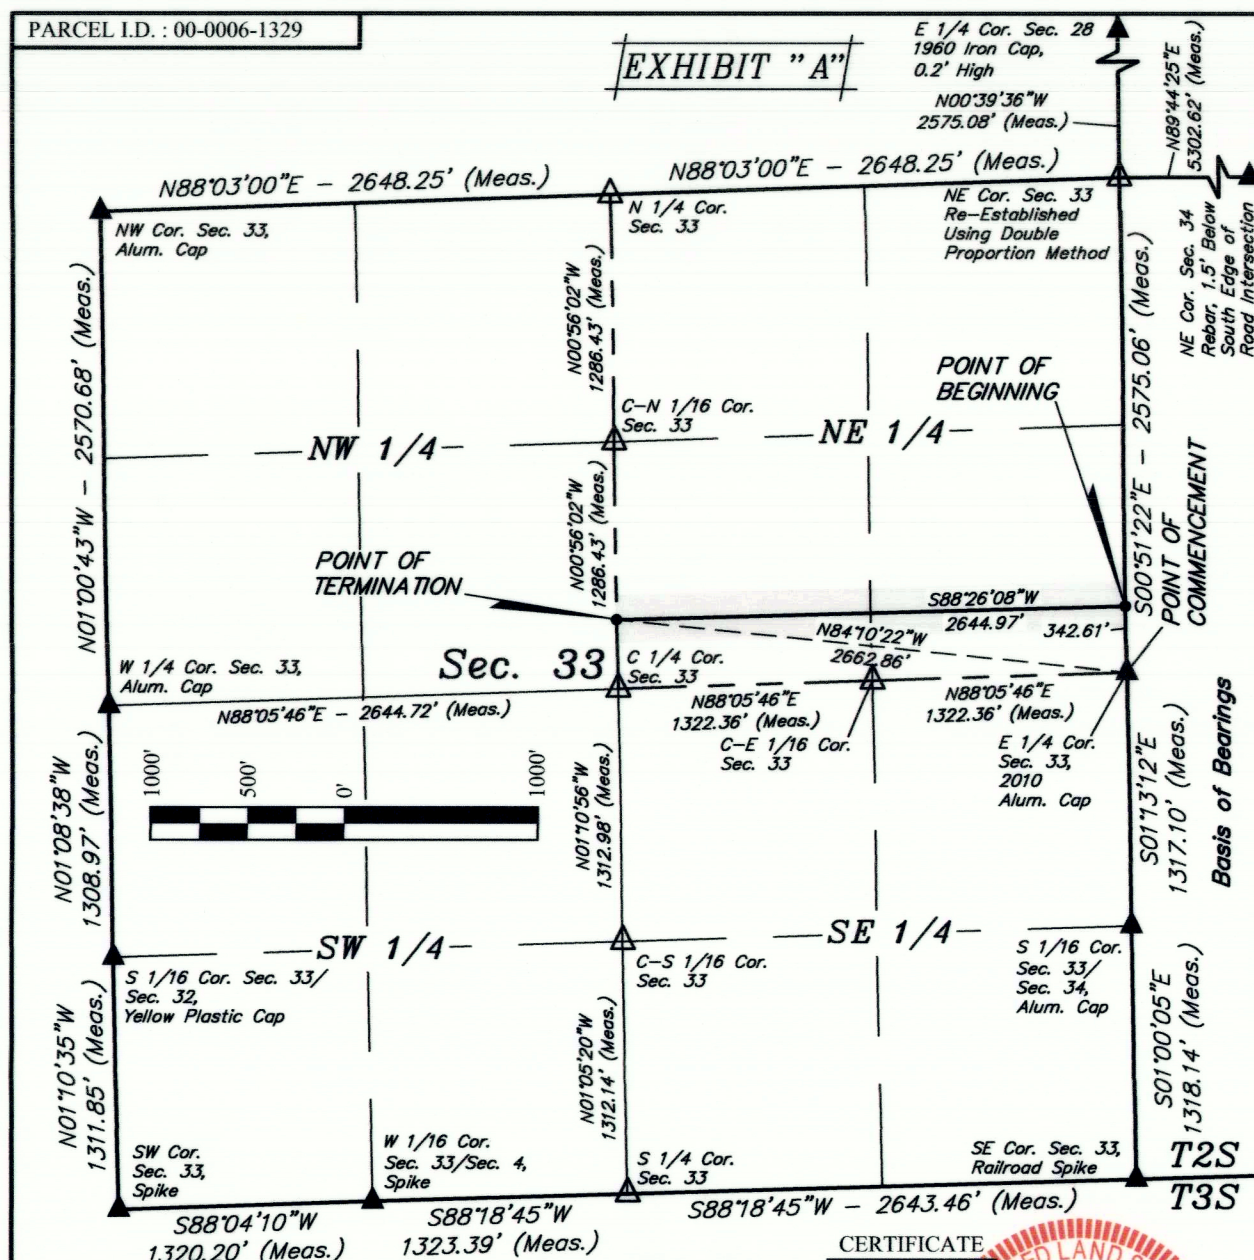 PARCEL I.D. : 00-0006-1329
EXHIBIT "A"
E 1/4 Cor. Sec. 28
1960 Iron Cap,
0.2' High
N00°39'36"W
2575.08' (Meas.)
N89°44'25"E
5302.62' (Meas.)
N88°03'00"E - 2648.25' (Meas.)
N88°03'00"E - 2648.25' (Meas.)
NW Cor. Sec. 33,
Alum. Cap
N 1/4 Cor.
Sec. 33
NE Cor. Sec. 33
Re-Established
Using Double
Proportion Method
NE Cor. Sec. 34
Rebar, 1.5' Below
South Edge of
Road Intersection
N01°00'43"W - 2570.68' (Meas.)
N00°56'02"W
1286.43' (Meas.)
S00°51'22"E - 2575.06' (Meas.)
POINT OF
BEGINNING
C-N 1/16 Cor.
Sec. 33
NW 1/4
NE 1/4
N00°56'02"W
1286.43' (Meas.)
POINT OF
COMMENCEMENT
POINT OF
TERMINATION
S88°26'08"W
2644.97'
342.61'
N84°10'22"W
2662.86'
W 1/4 Cor. Sec. 33,
Alum. Cap
Sec. 33
C 1/4 Cor.
Sec. 33
N88°05'46"E - 2644.72' (Meas.)
N88°05'46"E
1322.36' (Meas.)
N88°05'46"E
1322.36' (Meas.)
C-E 1/16 Cor.
Sec. 33
E 1/4 Cor.
Sec. 33,
2010
Alum. Cap
1000'
500'
0'
1000'
N01°08'38"W
1308.97' (Meas.)
N01°10'56"W
1312.98' (Meas.)
S01°13'12"E
1317.10' (Meas.)
Basis of Bearings
SW 1/4
SE 1/4
S 1/16 Cor. Sec. 33/
Sec. 32,
Yellow Plastic Cap
C-S 1/16 Cor.
Sec. 33
S 1/16 Cor.
Sec. 33/
Sec. 34,
Alum. Cap
N01°10'35"W
1311.85' (Meas.)
N01°05'20"W
1312.14' (Meas.)
S01°00'05"E
1318.14' (Meas.)
SW Cor.
Sec. 33,
Spike
W 1/16 Cor.
Sec. 33/Sec. 4,
Spike
S 1/4 Cor.
Sec. 33
SE Cor. Sec. 33,
Railroad Spike
T2S
T3S
S88°04'10"W
1320.20' (Meas.)
S88°18'45"W
1323.39' (Meas.)
S88°18'45"W - 2643.46' (Meas.)
CERTIFICATE
LAND